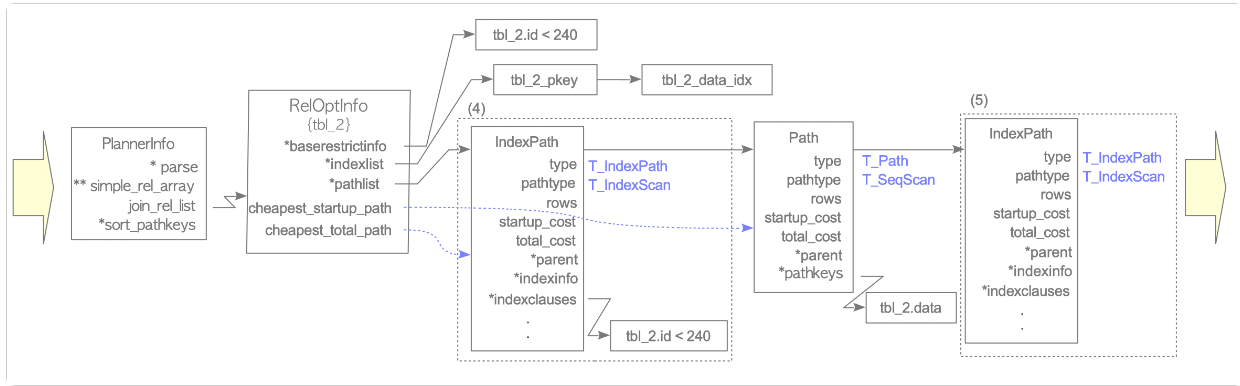 tbl_2.id < 240
tbl_2_pkey
tbl_2_data_idx
PlannerInfo
* parse
** simple_rel_array
join_rel_list
*sort_pathkeys
RelOptInfo
{tbl_2}
*baserestrictinfo
*indexlist
*pathlist
cheapest_startup_path
cheapest_total_path
(4)
IndexPath
type T_IndexPath
pathtype T_IndexScan
rows
startup_cost
total_cost
*parent
*indexinfo
*indexclauses
.
.
tbl_2.id < 240
Path
type T_Path
pathtype T_SeqScan
rows
startup_cost
total_cost
*parent
*pathkeys
tbl_2.data
(5)
IndexPath
type T_IndexPath
pathtype T_IndexScan
rows
startup_cost
total_cost
*parent
*indexinfo
*indexclauses
.
.